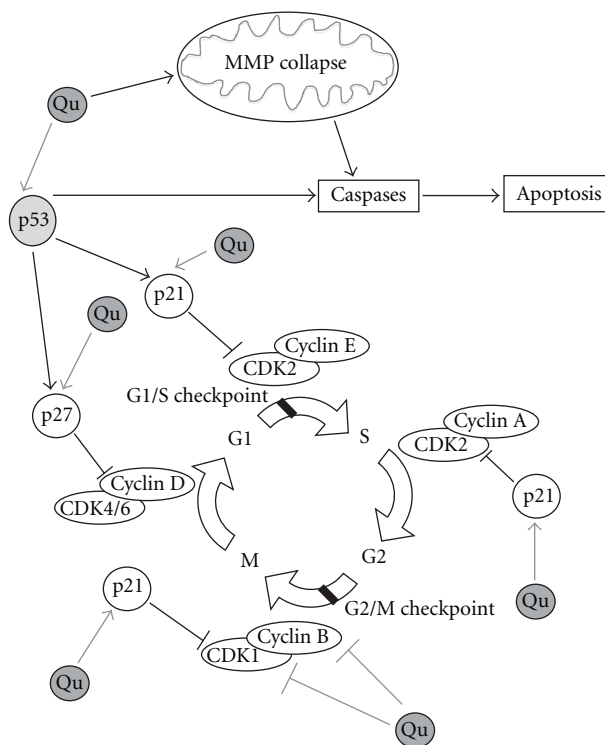 MMP collapse
Qu
Caspases
Apoptosis
p53
Qu
p21
Qu
Cyclin E
CDK2
G1/S checkpoint
p27
G1
S
Cyclin A
CDK2
Cyclin D
CDK4/6
p21
M
G2
p21
G2/M checkpoint
Qu
Cyclin B
CDK1
Qu
Qu